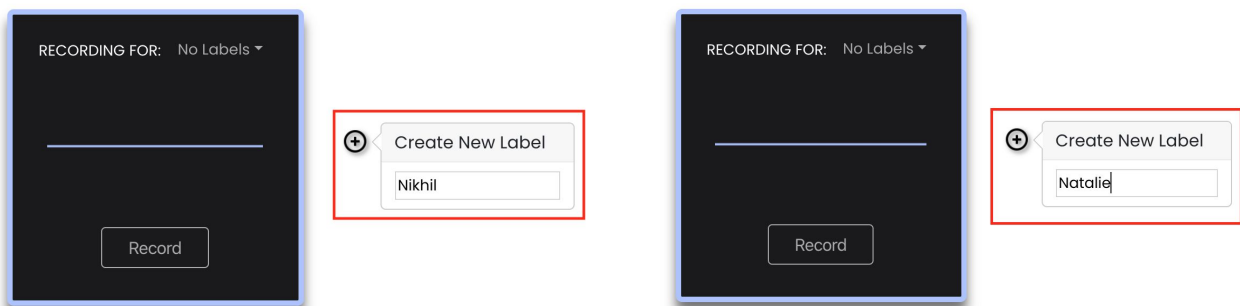 RECORDING FOR: No Labels
Create New Label
Nikhil
Record
RECORDING FOR: No Labels
Create New Label
Natalie
Record